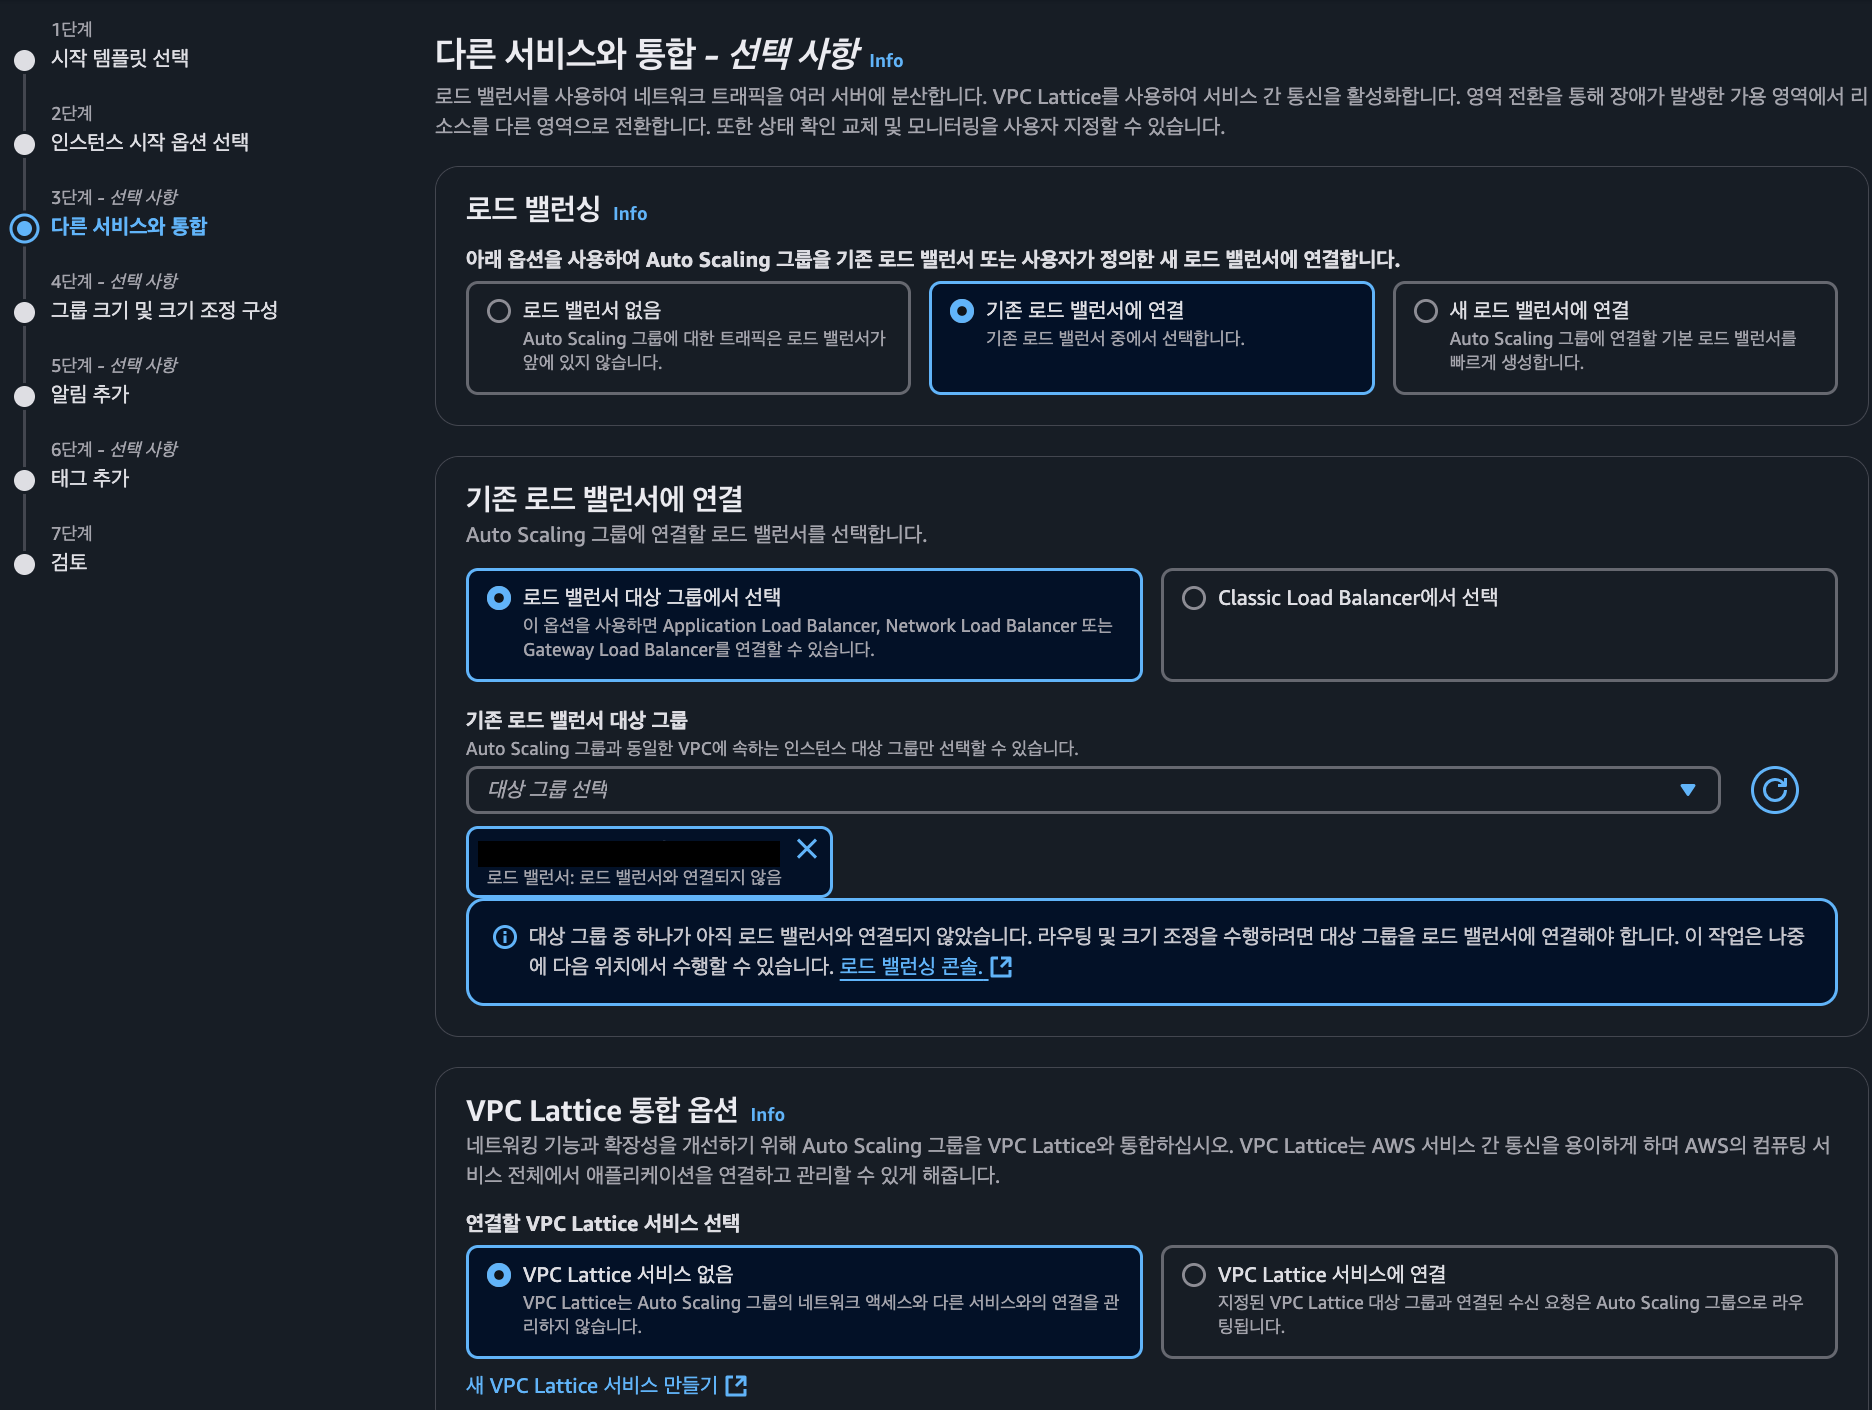 1단계
시작 템플릿 선택
2단계
인스턴스 시작 옵션 선택
3단계 - 선택 사항
다른 서비스와 통합
4단계 - 선택 사항
그룹 크기 및 크기 조정 구성
5단계 - 선택 사항
알림 추가
6단계 - 선택 사항
태그 추가
7단계
검토
다른 서비스와 통합 - 선택 사항 Info
로드 밸런서를 사용하여 네트워크 트래픽을 여러 서버에 분산합니다. VPC Lattice를 사용하여 서비스 간 통신을 활성화합니다. 영역 전환을 통해 장애가 발생한 가용 영역에서 리
소스를 다른 영역으로 전환합니다. 또한 상태 확인 교체 및 모니터링을 사용자 지정할 수 있습니다.
로드 밸런싱 Info
아래 옵션을 사용하여 Auto Scaling 그룹을 기존 로드 밸런서 또는 사용자가 정의한 새 로드 밸런서에 연결합니다.
로드 밸런서 없음
Auto Scaling 그룹에 대한 트래픽은 로드 밸런서가
앞에 있지 않습니다.
기존 로드 밸런서에 연결
기존 로드 밸런서 중에서 선택합니다.
새 로드 밸런서에 연결
Auto Scaling 그룹에 연결할 기본 로드 밸런서를
빠르게 생성합니다.
기존 로드 밸런서에 연결
Auto Scaling 그룹에 연결할 로드 밸런서를 선택합니다.
로드 밸런서 대상 그룹에서 선택
이 옵션을 사용하면 Application Load Balancer, Network Load Balancer 또는
Gateway Load Balancer를 연결할 수 있습니다.
Classic Load Balancer에서 선택
기존 로드 밸런서 대상 그룹
Auto Scaling 그룹과 동일한 VPC에 속하는 인스턴스 대상 그룹만 선택할 수 있습니다.
대상 그룹 선택
로드 밸런서: 로드 밸런서와 연결되지 않음
대상 그룹 중 하나가 아직 로드 밸런서와 연결되지 않았습니다. 라우팅 및 크기 조정을 수행하려면 대상 그룹을 로드 밸런서에 연결해야 합니다. 이 작업은 나중
에 다음 위치에서 수행할 수 있습니다. 로드 밸런싱 콘솔.
VPC Lattice 통합 옵션 Info
네트워킹 기능과 확장성을 개선하기 위해 Auto Scaling 그룹을 VPC Lattice와 통합하십시오. VPC Lattice는 AWS 서비스 간 통신을 용이하게 하며 AWS의 컴퓨팅 서
비스 전체에서 애플리케이션을 연결하고 관리할 수 있게 해줍니다.
연결할 VPC Lattice 서비스 선택
VPC Lattice 서비스 없음
VPC Lattice는 Auto Scaling 그룹의 네트워크 액세스와 다른 서비스와의 연결을 관
리하지 않습니다.
VPC Lattice 서비스에 연결
지정된 VPC Lattice 대상 그룹과 연결된 수신 요청은 Auto Scaling 그룹으로 라우
팅됩니다.
새 VPC Lattice 서비스 만들기